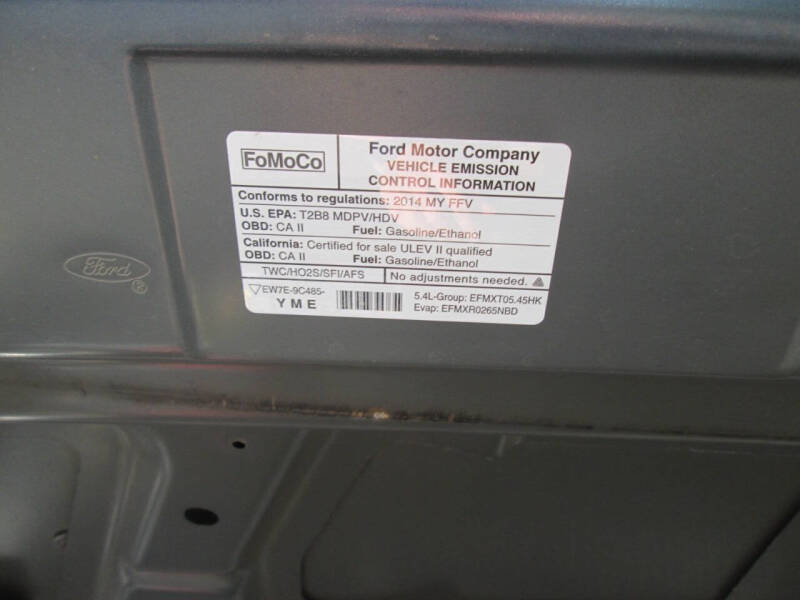 FoMoCo
Ford Motor Company
VEHICLE EMISSION
CONTROL INFORMATION
Conforms to regulations: 2014 MY FFV
U.S. EPA: T2B8 MDPV/HDV
OBD: CA II Fuel: Gasoline/Ethanol
California: Certified for sale ULEV II qualified
OBD: CA II Fuel: Gasoline/Ethanol
TWC/HO2S/SFI/AFS No adjustments needed.
EW7E-9C485-
YME
5.4L-Group: EFMXT05.45HK
Evap: EFMXR0265NBD
Ford